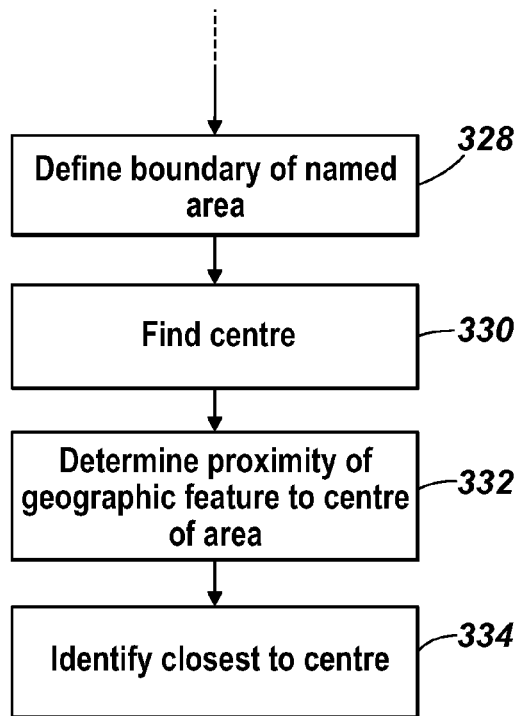 328
Define boundary of named
area
Find centre
330
Determine proximity of
geographic feature to centre
of area
332
Identify closest to centre
334